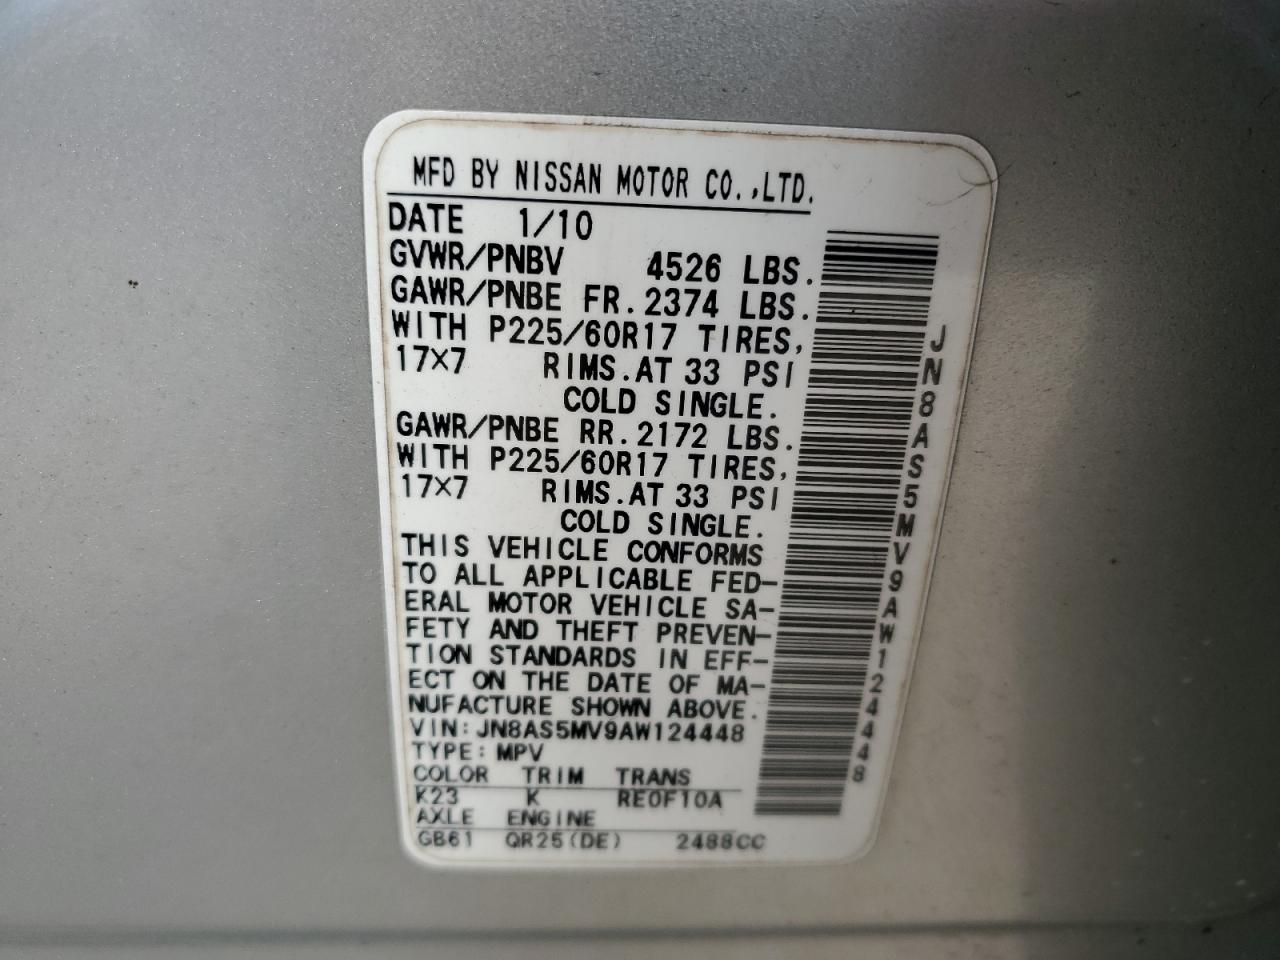 MFD BY NISSAN MOTOR CO.,LTD.
DATE 1/10
GVWR/PNBV 4526 LBS.
GAWR/PNBE FR. 2374 LBS.
WITH P225/60R17 TIRES,
17×7 RIMS. AT 33 PSI
COLD SINGLE.
GAWR/PNBE RR. 2172 LBS.
WITH P225/60R17 TIRES,
17×7 RIMS. AT 33 PSI
COLD SINGLE.
THIS VEHICLE CONFORMS
TO ALL APPLICABLE FED-
ERAL MOTOR VEHICLE SA-
FETY AND THEFT PREVEN-
TION STANDARDS IN EFF-
ECT ON THE DATE OF MA-
NUFACTURE SHOWN ABOVE.
VIN: JN8AS5MV9AW124448
TYPE: MPV
COLOR TRIM TRANS
K23 K RE0F10A
AXLE ENGINE
GB61 QR25(DE) 2488CC
JN8AS5MV9AW124448